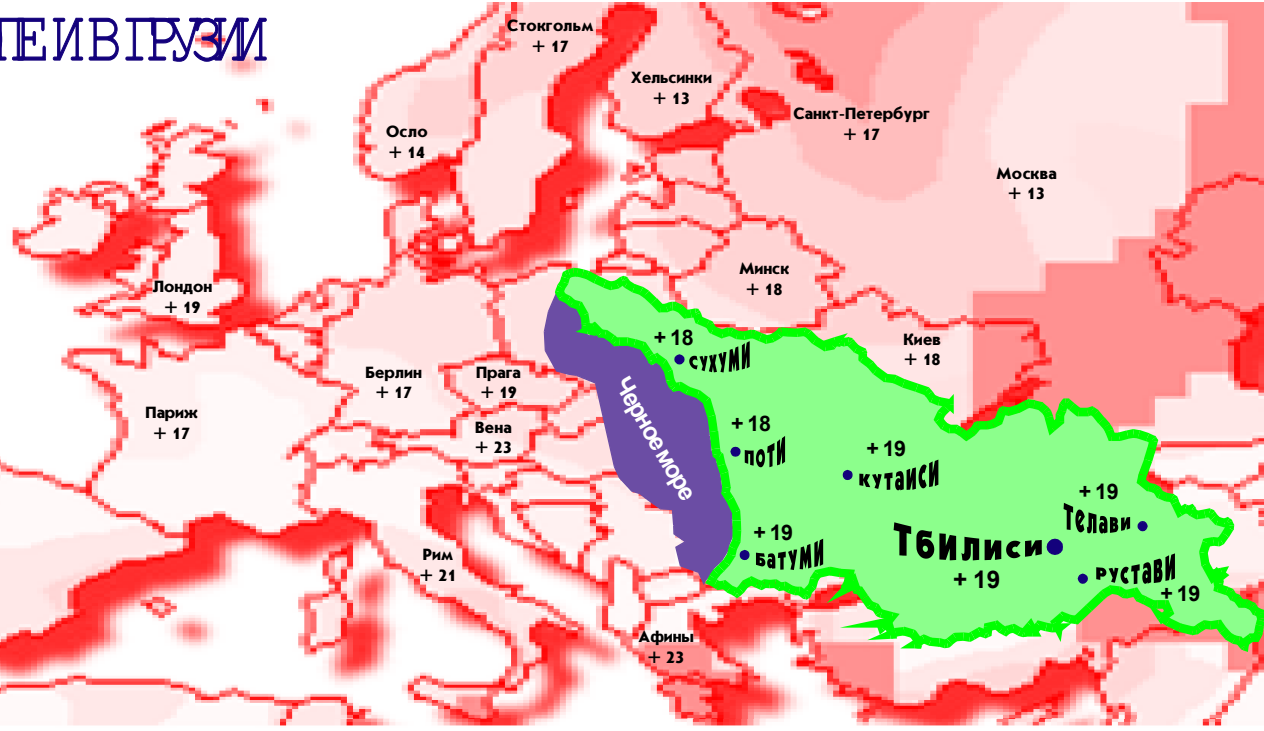 ПЕ И В ГРУЗИИ
Стокгольм
+ 17
Хельсинки
+ 13
Санкт-Петербург
+ 17
Осло
+ 14
Москва
+ 13
Лондон
+ 19
Минск
+ 18
Киев
+ 18
+ 18
СУХУМИ
Берлин
+ 17
Прага
+ 19
Париж
+ 17
Вена
+ 23
Черное море
+ 18
ПОТИ
+ 19
КУТАИСИ
+ 19
Телави
+ 19
БАТУМИ
Тбилиси
+ 19
РУСТАВИ
+ 19
Рим
+ 21
Афины
+ 23